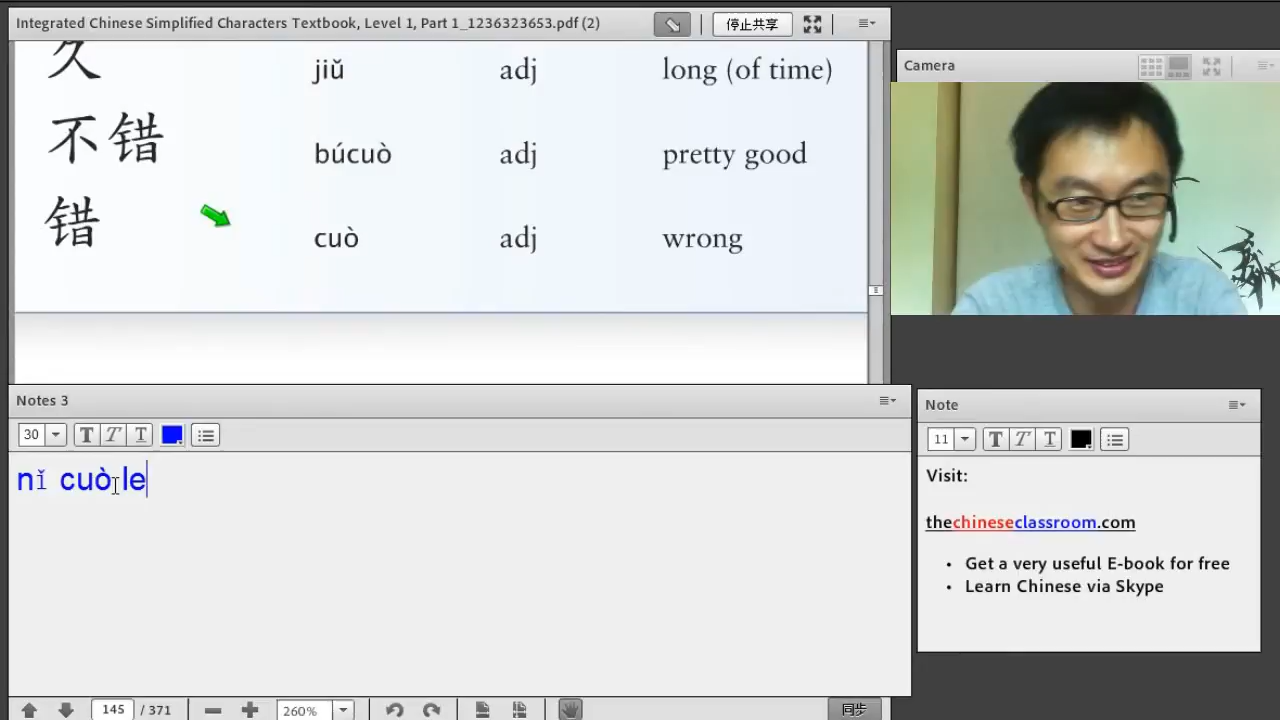 Integrated Chinese Simplified Characters Textbook, Level 1, Part 1_1236323653.pdf (2)
停止共享
久 jiǔ adj long (of time)
不错 búcuò adj pretty good
错 cuò adj wrong
Camera
Notes 3
30 T T T
nǐ cuò le
Note
11 T T T
Visit:
thechineseclassroom.com
• Get a very useful E-book for free
• Learn Chinese via Skype
145 / 371 260% 同步